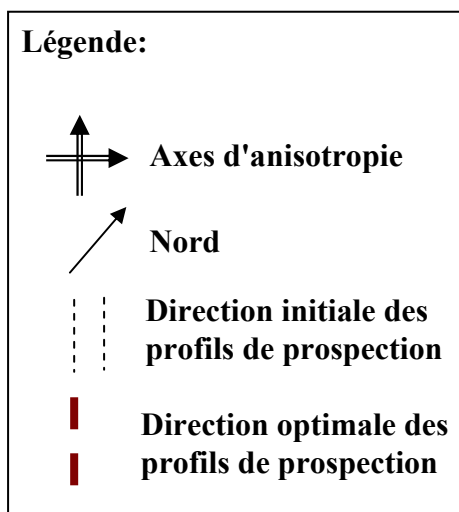 Légende:
Axes d'anisotropie
Nord
Direction initiale des
profils de prospection
Direction optimale des
profils de prospection